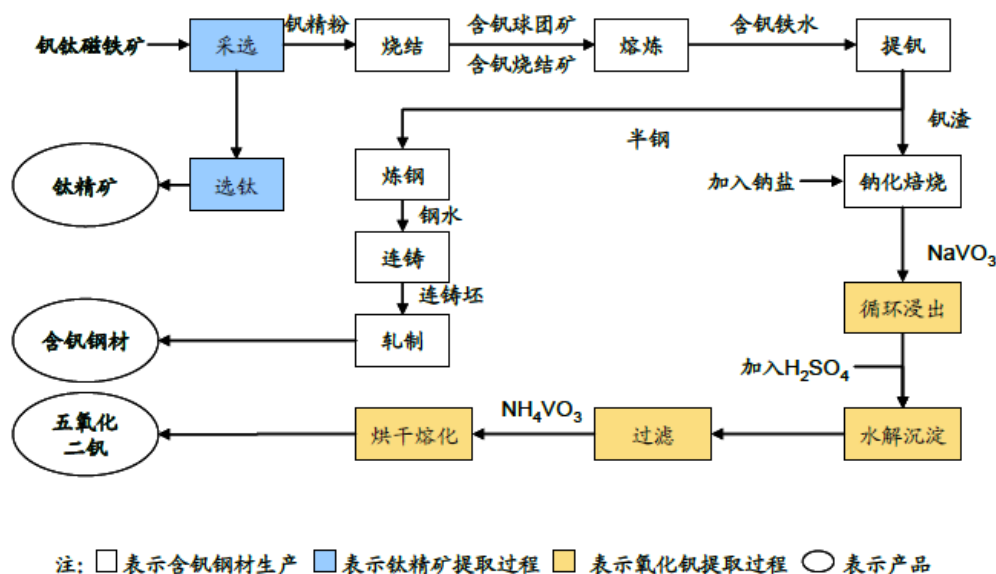 钒钛磁铁矿
采选
钒精粉
烧结
含钒球团矿
含钒烧结矿
熔炼
含钒铁水
提钒
半钢
钒渣
钛精矿
选钛
炼钢
加入钠盐
钠化焙烧
钢水
连铸
NaVO3
连铸坯
循环浸出
含钒钢材
轧制
加入H2SO4
五氧化
二钒
烘干熔化
NH4VO3
过滤
水解沉淀
注: 表示含钒钢材生产 表示钛精矿提取过程 表示氧化钒提取过程 表示产品